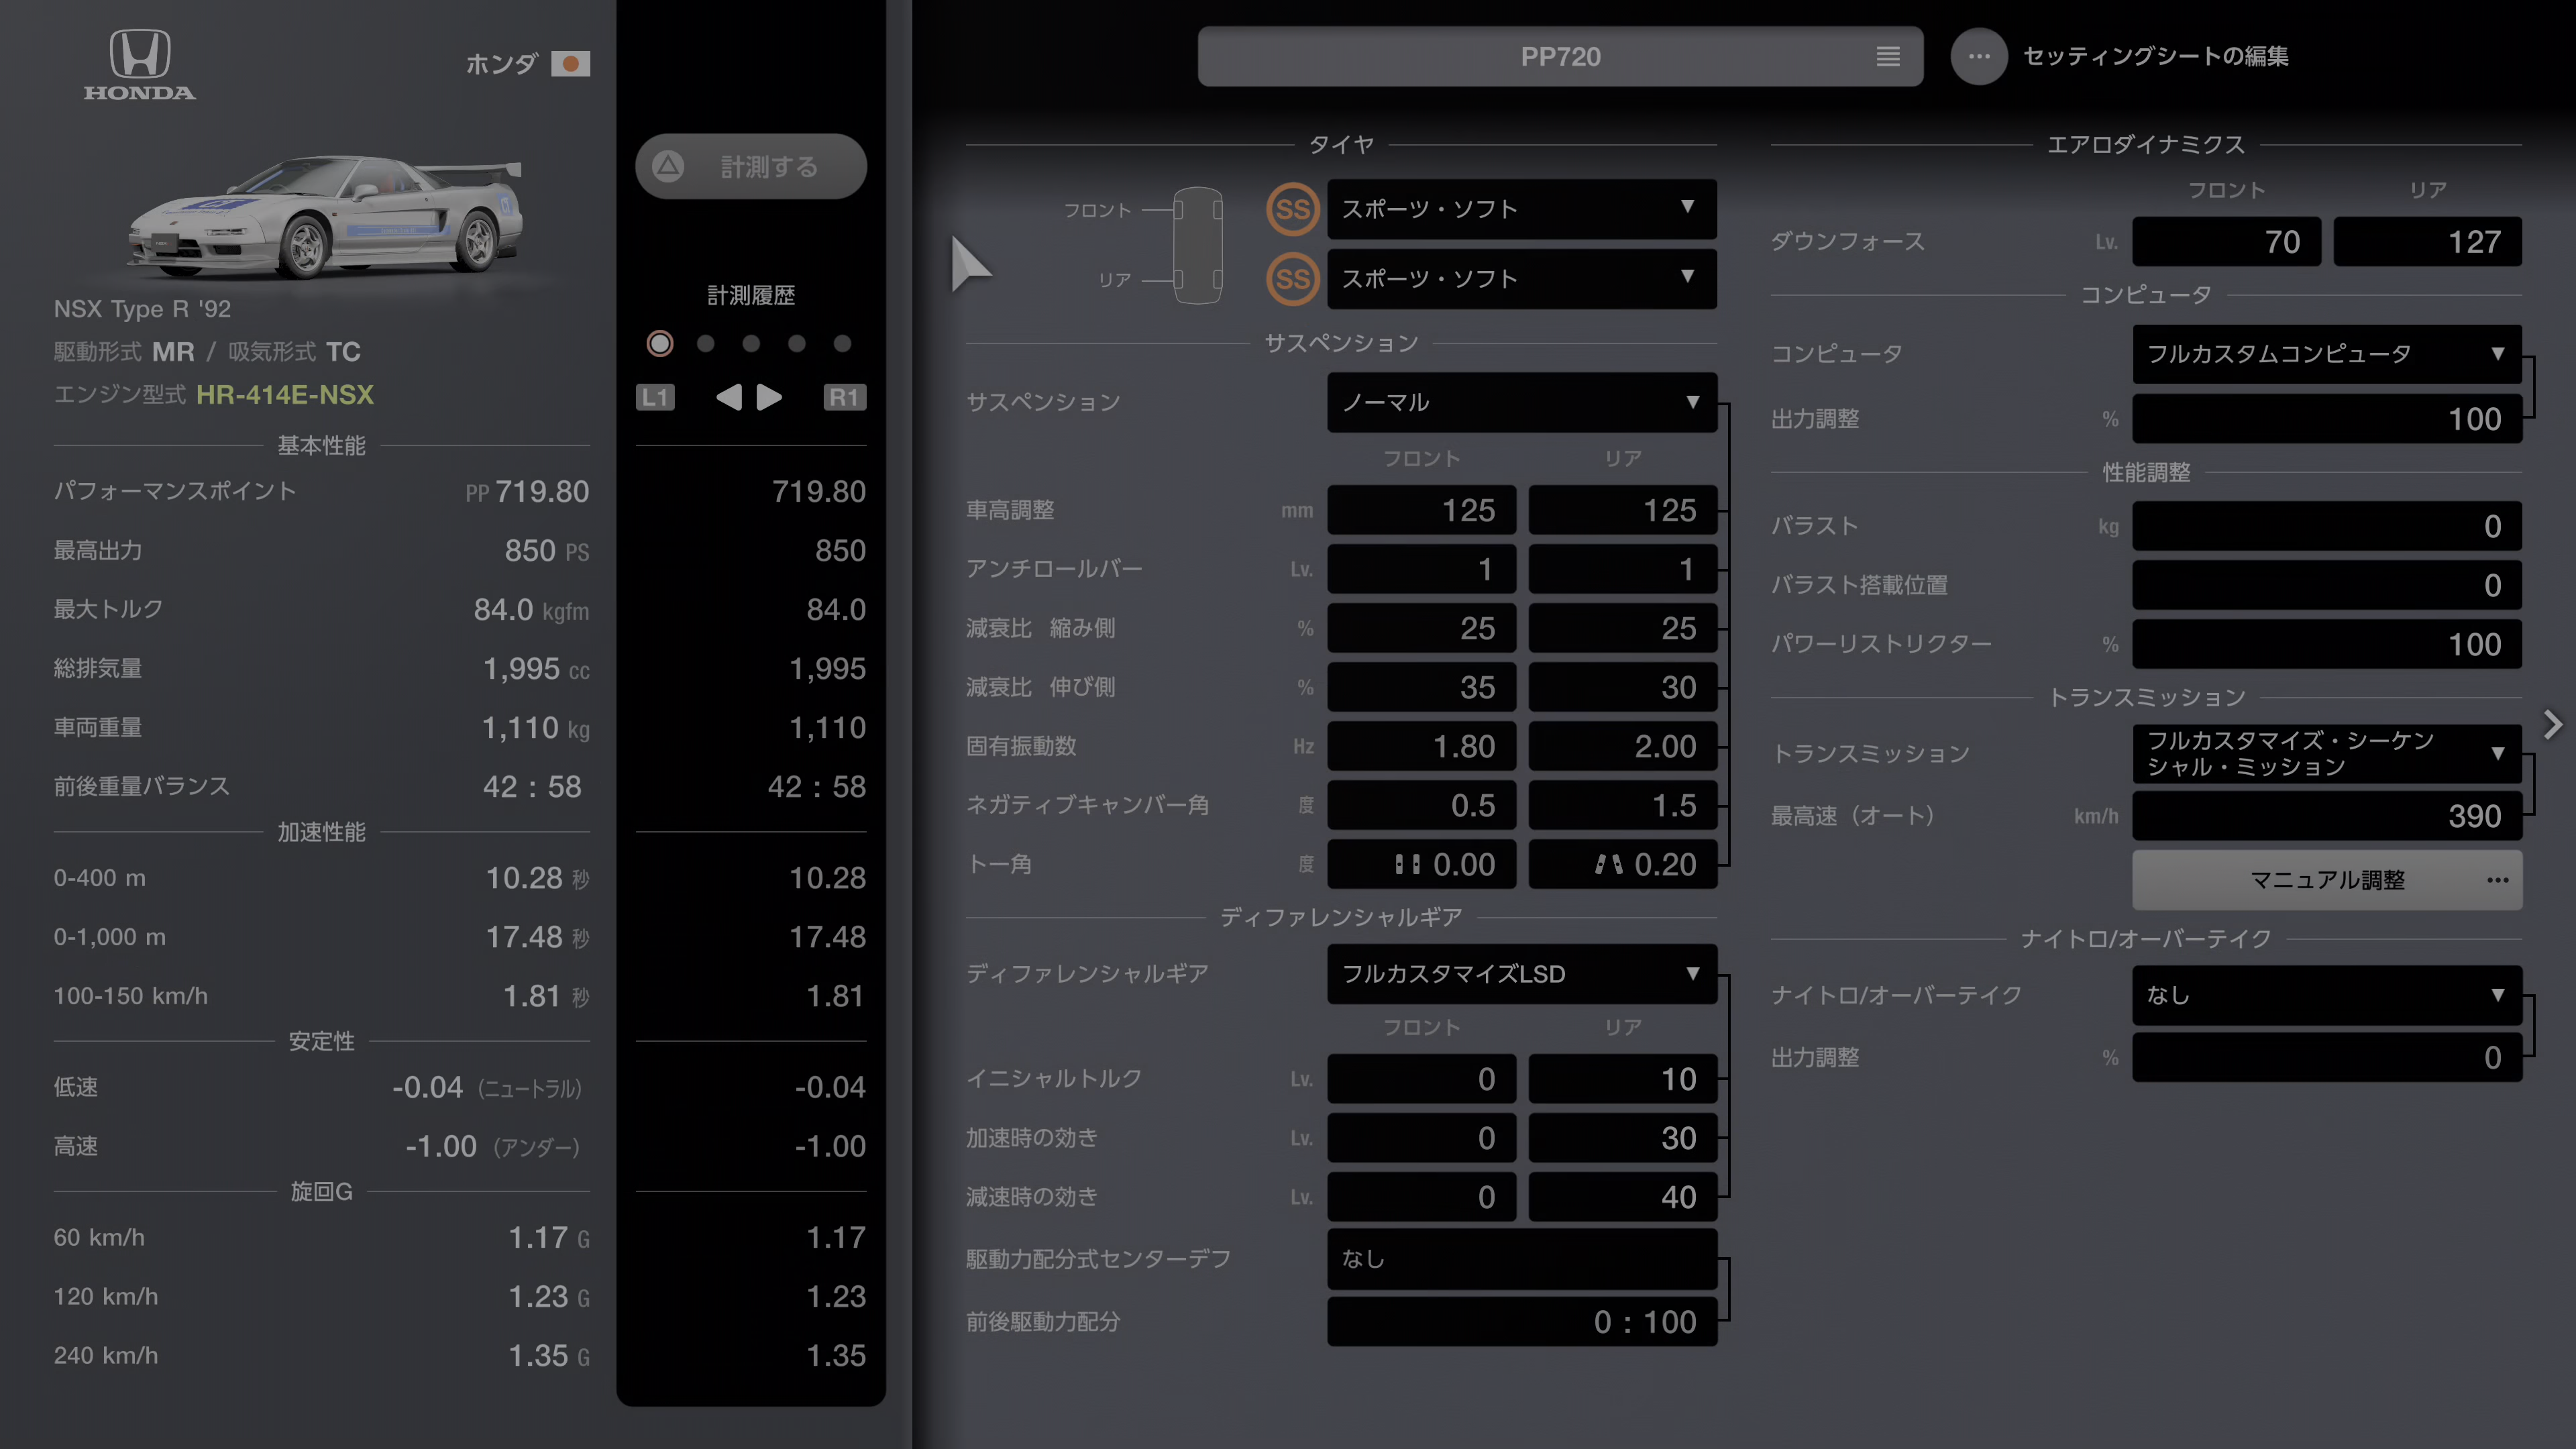 HONDA
ホンダ
NSX Type R '92
駆動形式 MR / 吸気形式 TC
エンジン型式 HR-414E-NSX
基本性能
パフォーマンスポイント PP 719.80
最高出力 850 PS
最大トルク 84.0 kgfm
総排気量 1,995 cc
車両重量 1,110 kg
前後重量バランス 42 : 58
加速性能
0-400 m 10.28 秒
0-1,000 m 17.48 秒
100-150 km/h 1.81 秒
安定性
低速 -0.04 (ニュートラル)
高速 -1.00 (アンダー)
旋回G
60 km/h 1.17 G
120 km/h 1.23 G
240 km/h 1.35 G
計測する
計測履歴
L1 R1
719.80
850
84.0
1,995
1,110
42 : 58
10.28
17.48
1.81
-0.04
-1.00
1.17
1.23
1.35
PP720
セッティングシートの編集
タイヤ
フロント SS スポーツ・ソフト
リア SS スポーツ・ソフト
サスペンション
サスペンション ノーマル
フロント リア
車高調整 mm 125 125
アンチロールバー Lv. 1 1
減衰比 縮み側 % 25 25
減衰比 伸び側 % 35 30
固有振動数 Hz 1.80 2.00
ネガティブキャンバー角 度 0.5 1.5
トー角 度 0.00 0.20
ディファレンシャルギア
ディファレンシャルギア フルカスタマイズLSD
フロント リア
イニシャルトルク Lv. 0 10
加速時の効き Lv. 0 30
減速時の効き Lv. 0 40
駆動力配分式センターデフ なし
前後駆動力配分 0 : 100
エアロダイナミクス
フロント リア
ダウンフォース Lv. 70 127
コンピュータ
コンピュータ フルカスタムコンピュータ
出力調整 % 100
性能調整
バラスト kg 0
バラスト搭載位置 0
パワーリストリクター % 100
トランスミッション
トランスミッション フルカスタマイズ・シーケン
シャル・ミッション
最高速（オート） km/h 390
マニュアル調整
ナイトロ/オーバーテイク
ナイトロ/オーバーテイク なし
出力調整 % 0